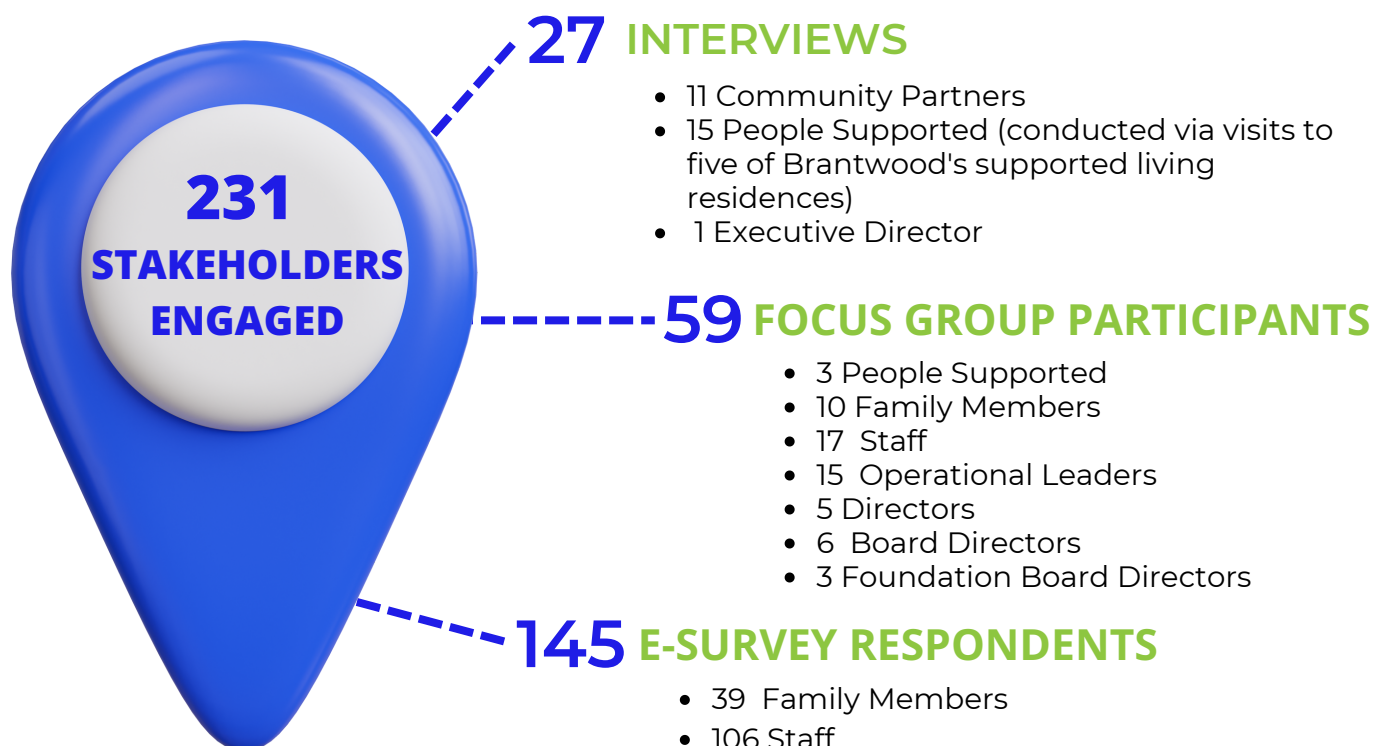 231
STAKEHOLDERS
ENGAGED
27 INTERVIEWS
• 11 Community Partners
• 15 People Supported (conducted via visits to
five of Brantwood's supported living
residences)
• 1 Executive Director
59 FOCUS GROUP PARTICIPANTS
• 3 People Supported
• 10 Family Members
• 17 Staff
• 15 Operational Leaders
• 5 Directors
• 6 Board Directors
• 3 Foundation Board Directors
145 E-SURVEY RESPONDENTS
• 39 Family Members
• 106 Staff